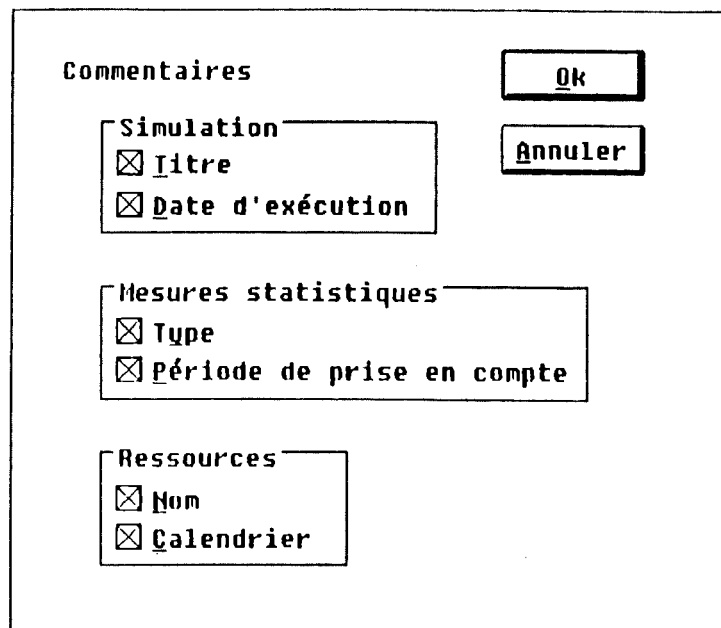 Commentaires
Ok
Simulation
Annuler
Titre
Date d'exécution
Mesures statistiques
Type
Période de prise en compte
Ressources
Nom
Calendrier